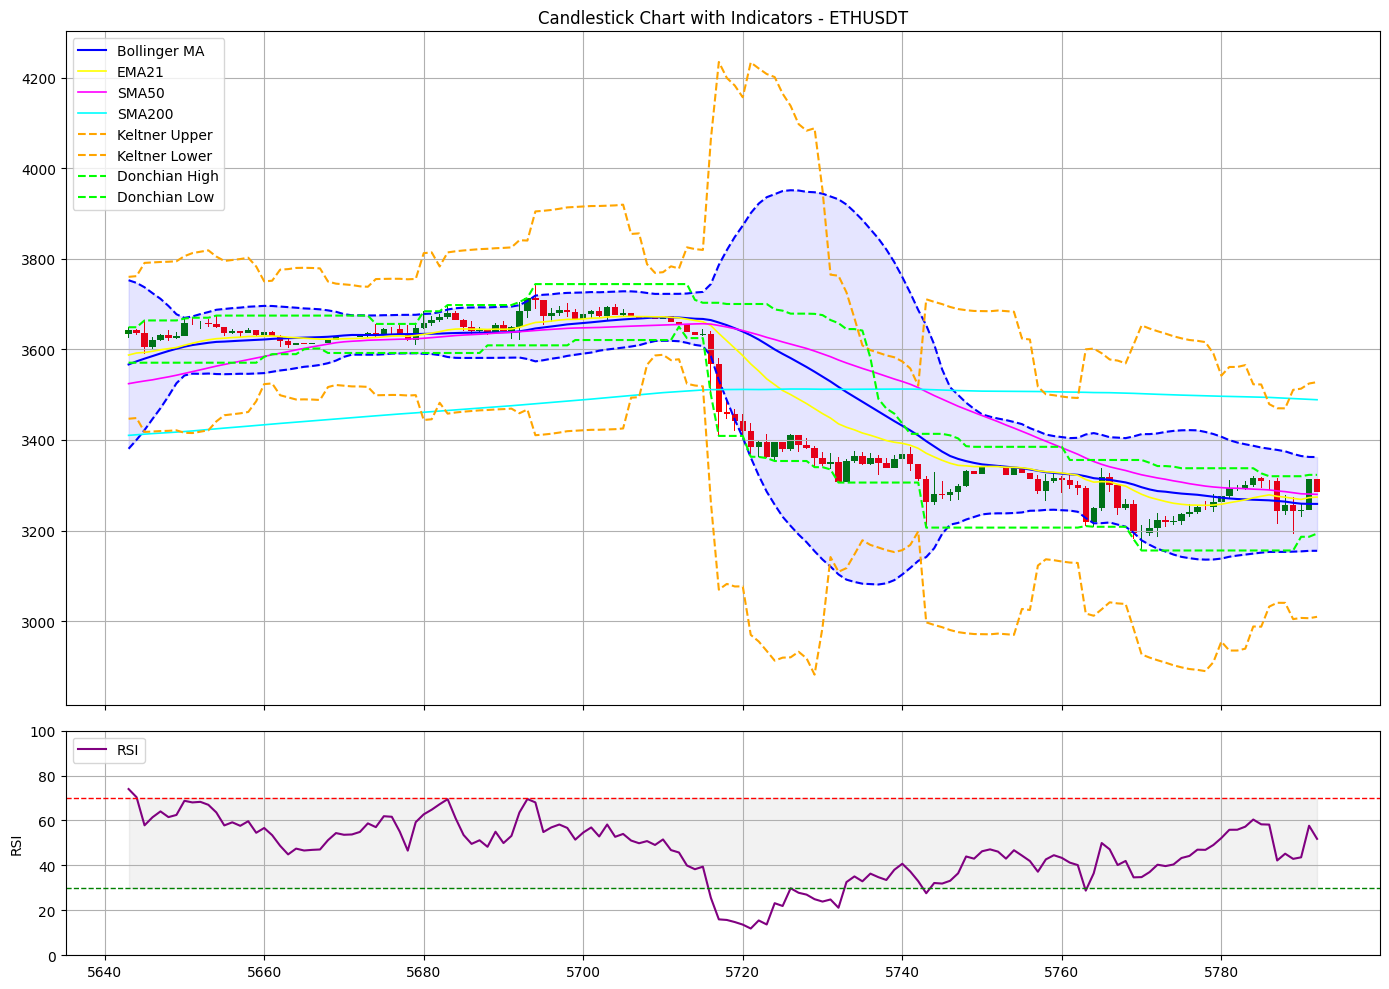 Candlestick Chart with Indicators - ETHUSDT
Bollinger MA
EMA21
SMA50
SMA200
Keltner Upper
Keltner Lower
Donchian High
Donchian Low
4200
4000
3800
3600
3400
3200
3000
RSI
100
80
60
40
20
0
RSI
5640
5660
5680
5700
5720
5740
5760
5780